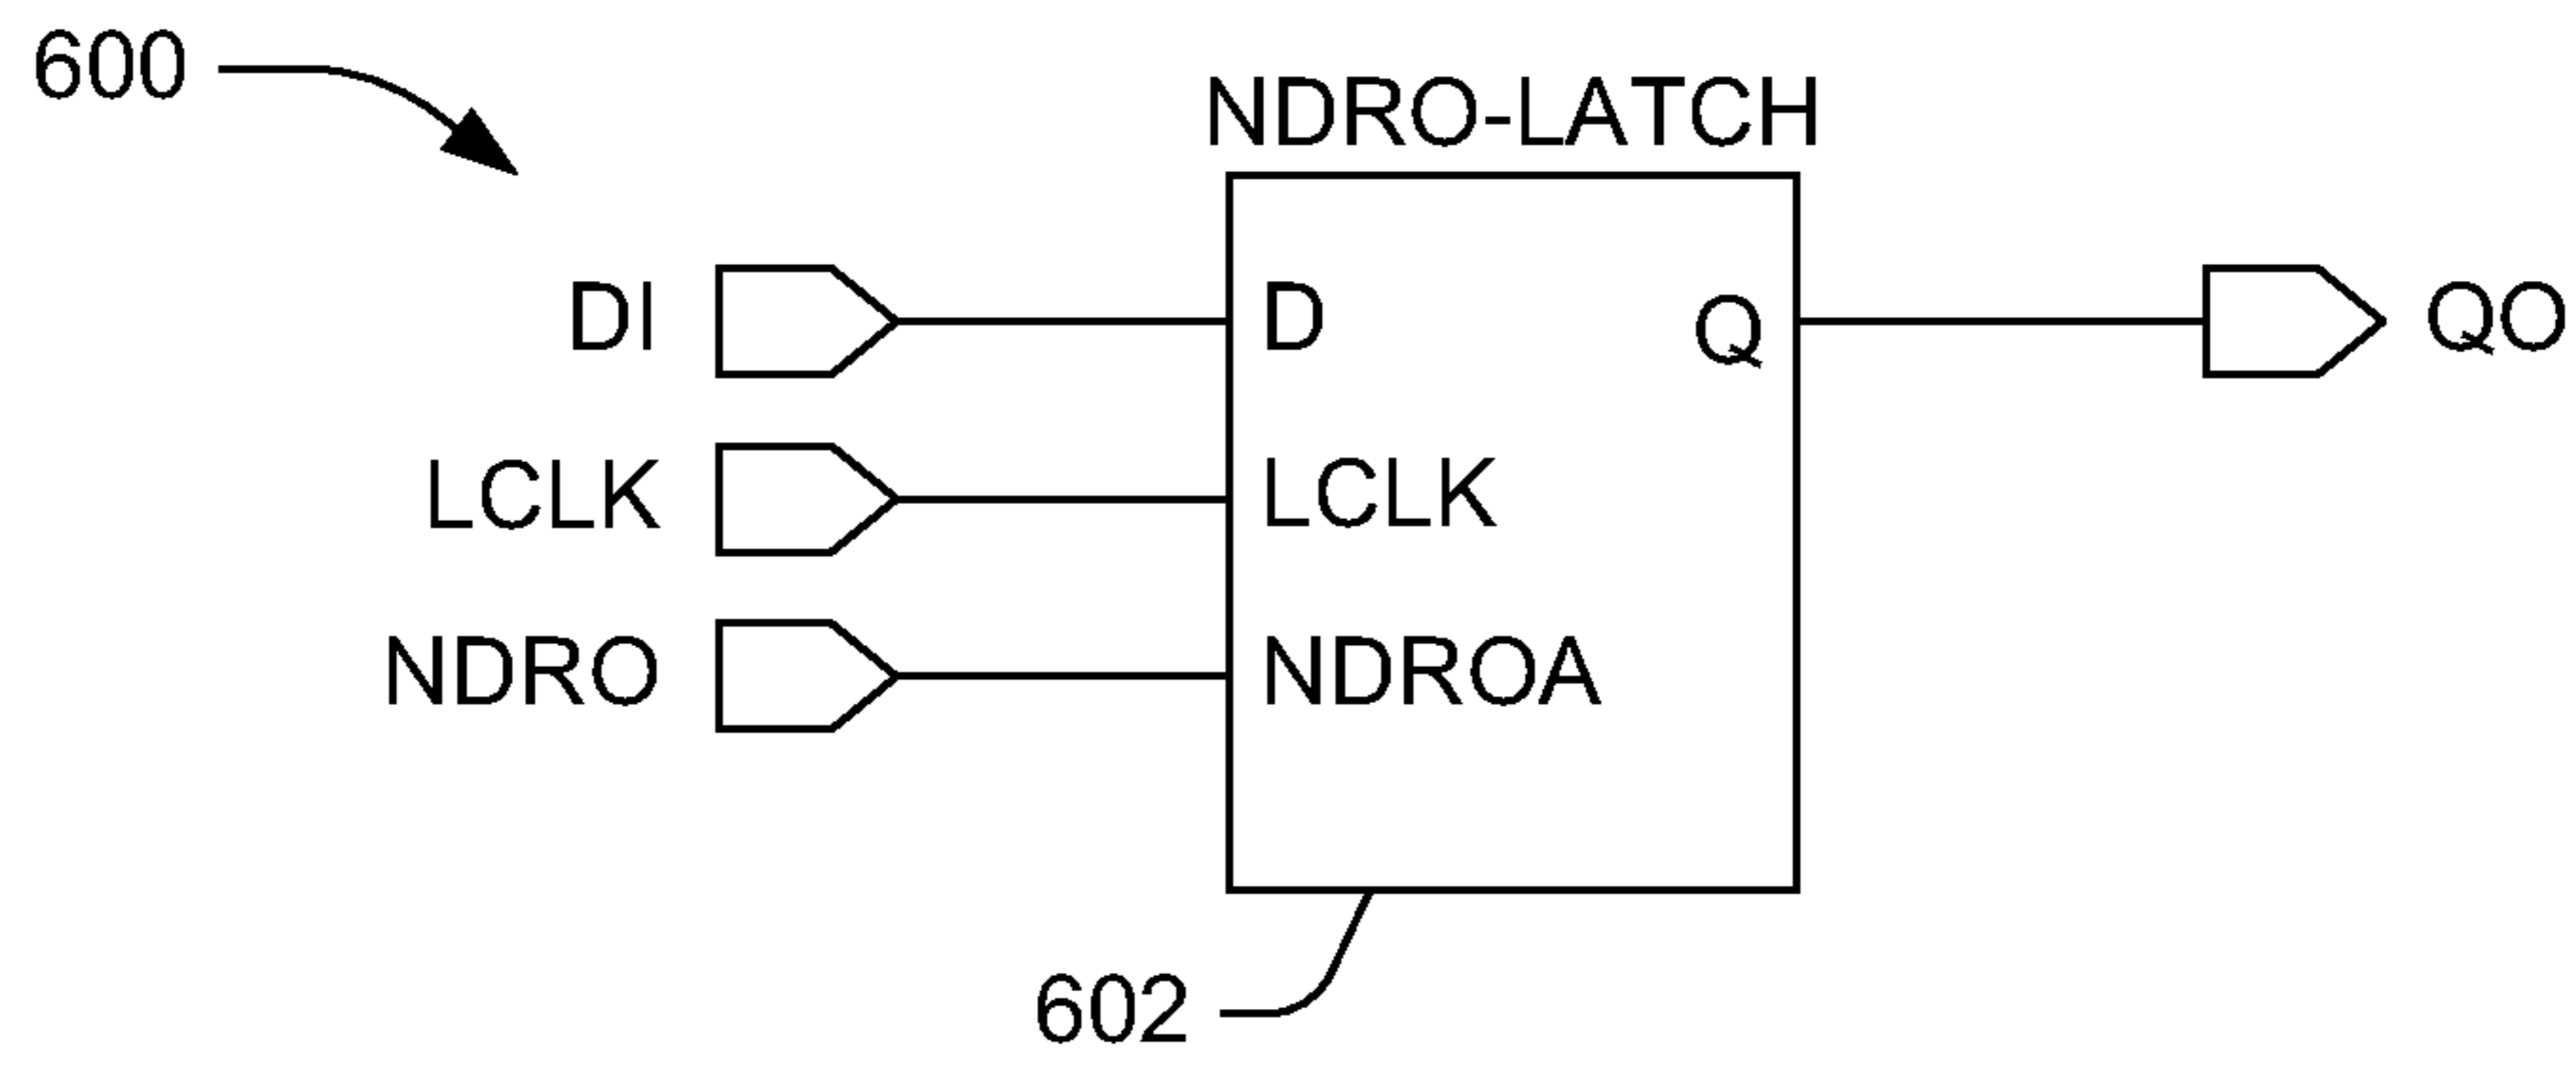 600
NDRO-LATCH
DI D Q QO
LCLK LCLK
NDRO NDROA
602